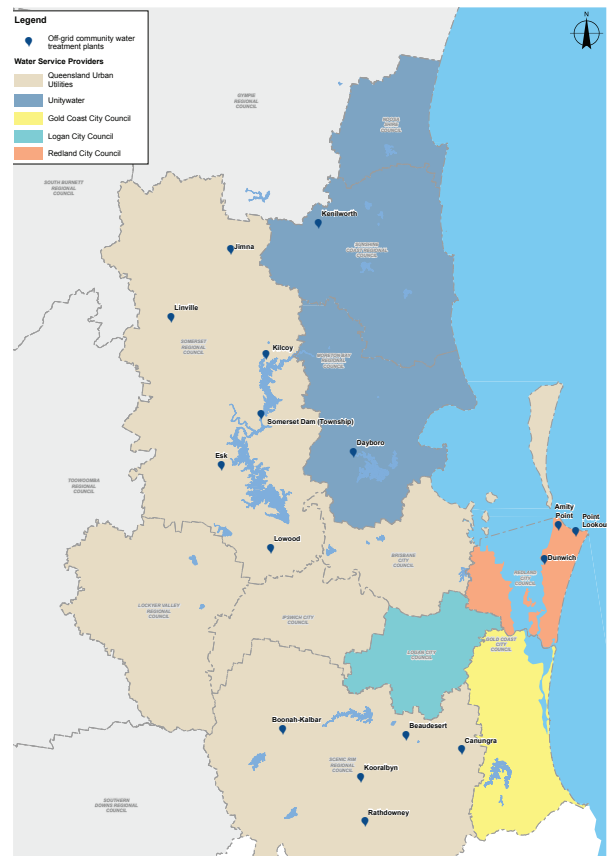 Legend
Off-grid community water
treatment plants
Water Service Providers
Queensland Urban
Utilities
Unitywater
Gold Coast City Council
Logan City Council
Redland City Council
N
GYMPIE
REGIONAL
COUNCIL
NOOSA
SHIRE
COUNCIL
SOUTH BURNETT
REGIONAL
COUNCIL
Kenilworth
Jimna
SUNSHINE
COAST REGIONAL
COUNCIL
Linville
SOMERSET
REGIONAL
COUNCIL
Kilcoy
MORETON BAY
REGIONAL
COUNCIL
Somerset Dam (Township)
Dayboro
Esk
TOOWOOMBA
REGIONAL
COUNCIL
Amity
Point
Point
Lookou
Lowood
BRISBANE
CITY
COUNCIL
Dunwich
REDLAND
CITY
COUNCIL
LOCKYER VALLEY
REGIONAL
COUNCIL
IPSWICH CITY
COUNCIL
GOLD COAST
CITY
COUNCIL
LOGAN CITY
COUNCIL
Boonah-Kalbar
Beaudesert
Canungra
SCENIC RIM
REGIONAL
COUNCIL
Kooralbyn
SOUTHERN
DOWNS REGIONAL
COUNCIL
Rathdowney